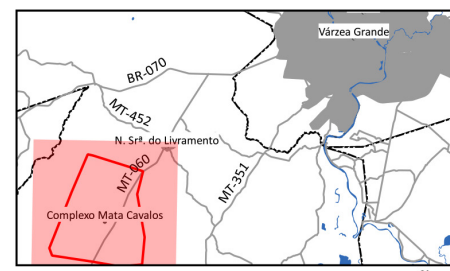 Várzea Grande
BR-070
MT-452
N. Srª. do Livramento
MT-060
MT-351
Complexo Mata Cavalos